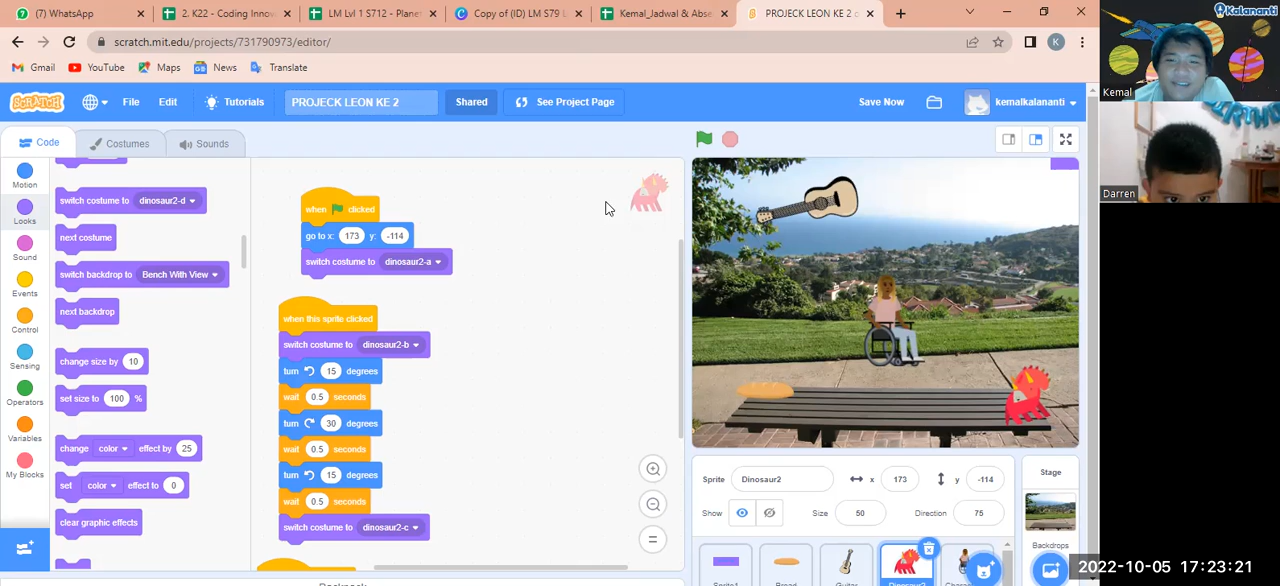 (7) WhatsApp
2. K22 - Coding Innov
LM Lvl 1 S712 - Planet
Copy of (ID) LM S79 L
Kemal_Jadwal & Abse
PROJECK LEON KE 2 o
Kalananti
scratch.mit.edu/projects/731790973/editor/
K
Gmail
YouTube
Maps
News
Translate
Kemal
SCRATCH
File
Edit
Tutorials
PROJECK LEON KE 2
Shared
See Project Page
Save Now
kemalkalananti
Code
Costumes
Sounds
Motion
Looks
Sound
Events
Control
Sensing
Operators
Variables
My Blocks
switch costume to dinosaur2-d
next costume
switch backdrop to Bench With View
next backdrop
change size by 10
set size to 100 %
change color effect by 25
set color effect to 0
clear graphic effects
when clicked
go to x: 173 y: -114
switch costume to dinosaur2-a
when this sprite clicked
switch costume to dinosaur2-b
turn 15 degrees
wait 0.5 seconds
turn 30 degrees
wait 0.5 seconds
turn 15 degrees
wait 0.5 seconds
switch costume to dinosaur2-c
Darren
Sprite Dinosaur2 x 173 y -114
Show Size 50 Direction 75
Stage
Backdrops
Sprite1
Bread
Guitar
Dinosaur2
Backpack
2022-10-05 17:23:21